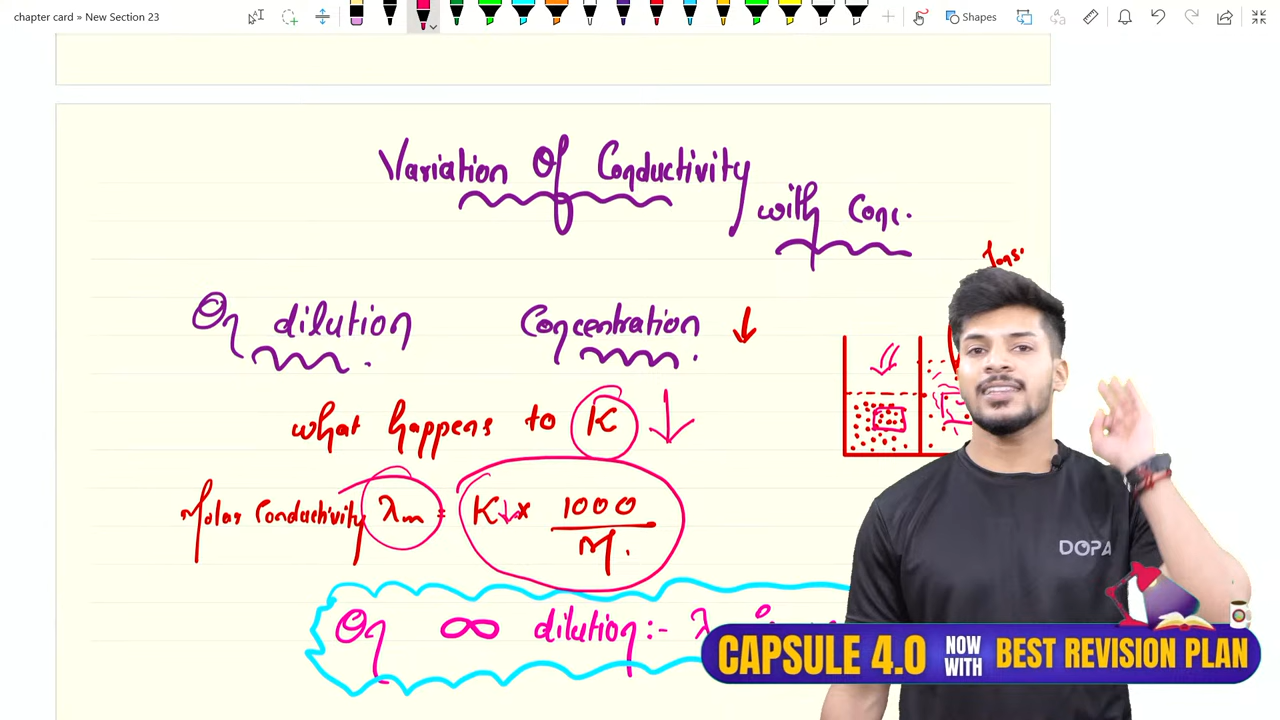 chapter card » New Section 23
Shapes
Variation Of Conductivity
with Conc.
Ions.
On dilution Concentration ↓
what happens to K ↓
Molar Conductivity λm = K↓ × 1000 / M.
On ∞ dilution:- λ
DOPA
CAPSULE 4.0 NOW WITH BEST REVISION PLAN